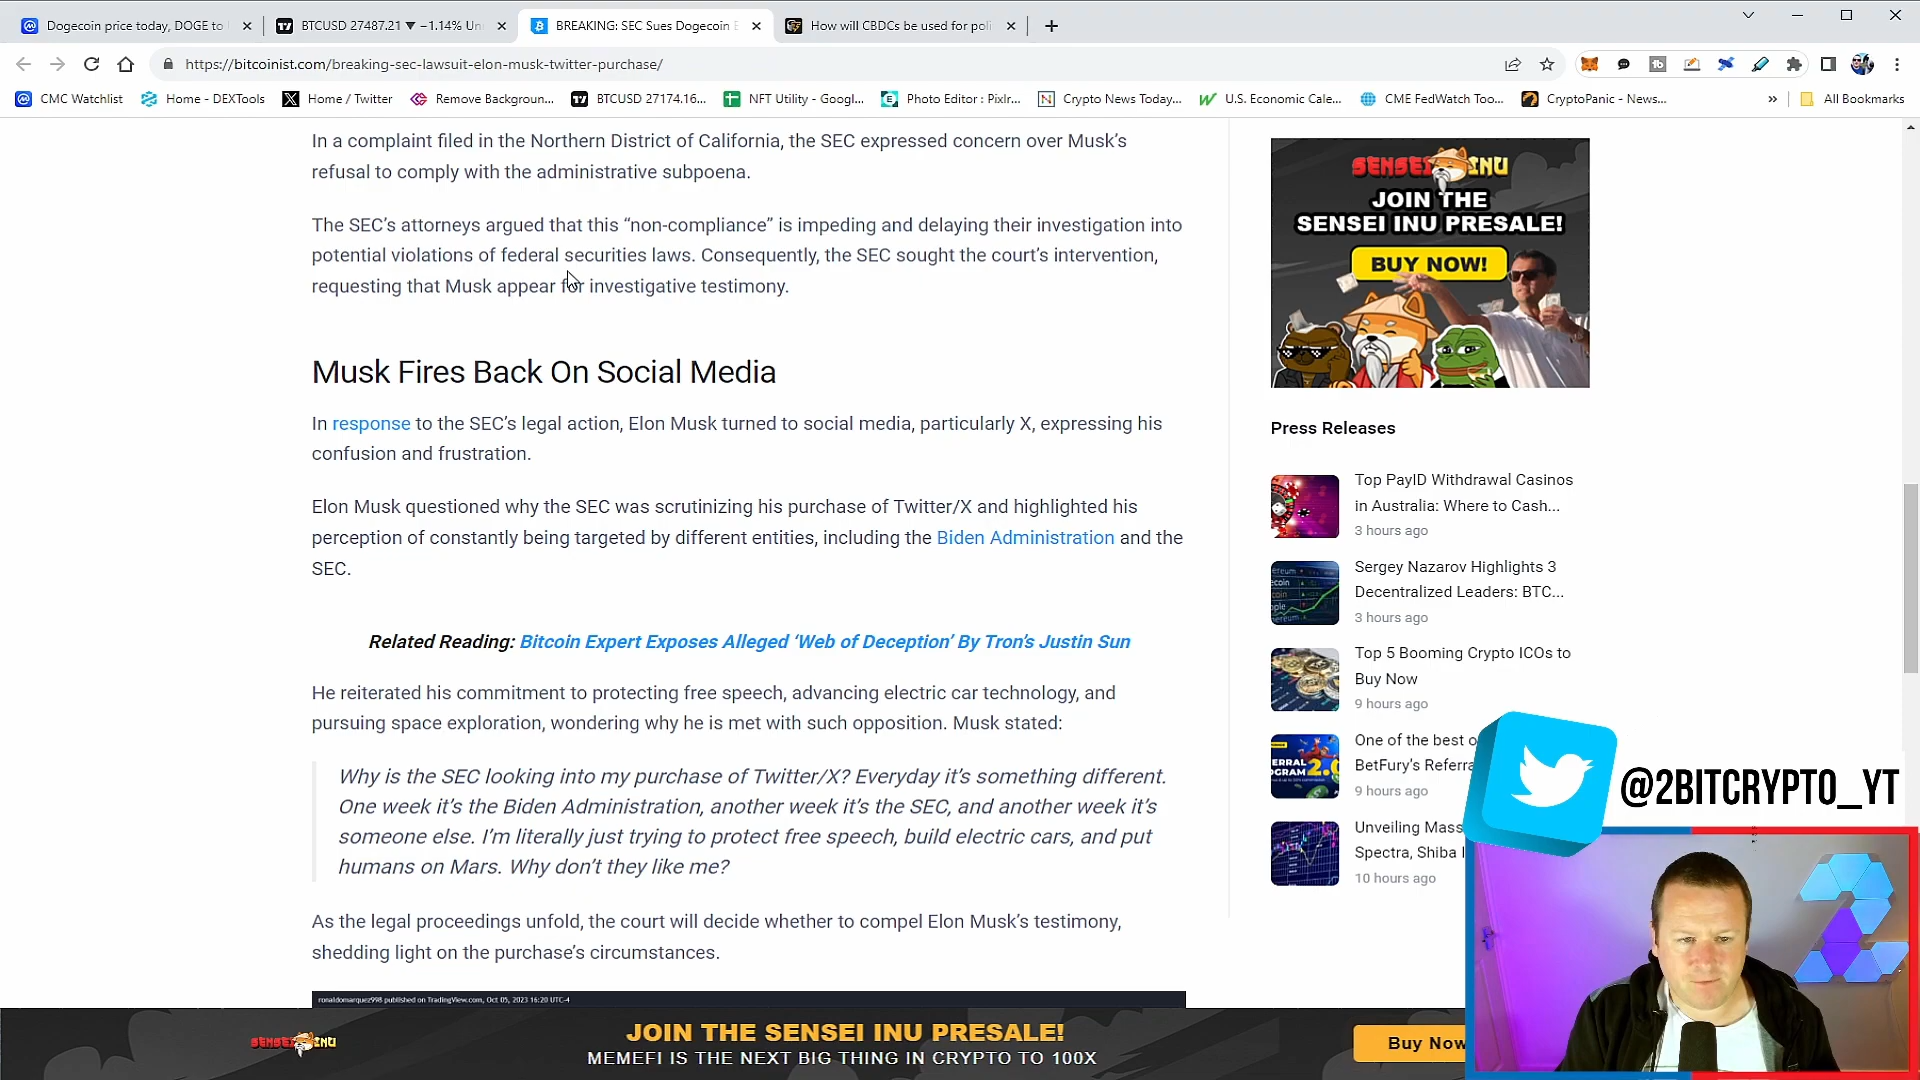 Dogecoin price today, DOGE to
BTCUSD 27487.21 ▼ −1.14% Un
BREAKING: SEC Sues Dogecoin E
How will CBDCs be used for poli
https://bitcoinist.com/breaking-sec-lawsuit-elon-musk-twitter-purchase/
CMC Watchlist
Home - DEXTools
Home / Twitter
Remove Backgroun...
BTCUSD 27174.16...
NFT Utility - Googl...
Photo Editor : Pixlr...
Crypto News Today...
U.S. Economic Cale...
CME FedWatch Too...
CryptoPanic - News...
»
All Bookmarks
In a complaint filed in the Northern District of California, the SEC expressed concern over Musk's
refusal to comply with the administrative subpoena.
The SEC's attorneys argued that this “non-compliance” is impeding and delaying their investigation into
potential violations of federal securities laws. Consequently, the SEC sought the court's intervention,
requesting that Musk appear for investigative testimony.
Musk Fires Back On Social Media
In response to the SEC's legal action, Elon Musk turned to social media, particularly X, expressing his
confusion and frustration.
Elon Musk questioned why the SEC was scrutinizing his purchase of Twitter/X and highlighted his
perception of constantly being targeted by different entities, including the Biden Administration and the
SEC.
Related Reading: Bitcoin Expert Exposes Alleged ‘Web of Deception’ By Tron's Justin Sun
He reiterated his commitment to protecting free speech, advancing electric car technology, and
pursuing space exploration, wondering why he is met with such opposition. Musk stated:
Why is the SEC looking into my purchase of Twitter/X? Everyday it's something different.
One week it's the Biden Administration, another week it's the SEC, and another week it's
someone else. I'm literally just trying to protect free speech, build electric cars, and put
humans on Mars. Why don't they like me?
As the legal proceedings unfold, the court will decide whether to compel Elon Musk's testimony,
shedding light on the purchase's circumstances.
ronaldomarquez998 published on TradingView.com, Oct 05, 2023 16:20 UTC-4
SENSEI INU
JOIN THE
SENSEI INU PRESALE!
BUY NOW!
Press Releases
Top PayID Withdrawal Casinos
in Australia: Where to Cash...
3 hours ago
Sergey Nazarov Highlights 3
Decentralized Leaders: BTC...
3 hours ago
Top 5 Booming Crypto ICOs to
Buy Now
9 hours ago
One of the best o
BetFury's Referra
9 hours ago
Unveiling Mass
Spectra, Shiba I
10 hours ago
@2BITCRYPTO_YT
SENSEI INU
JOIN THE SENSEI INU PRESALE!
MEMEFI IS THE NEXT BIG THING IN CRYPTO TO 100X
Buy Now